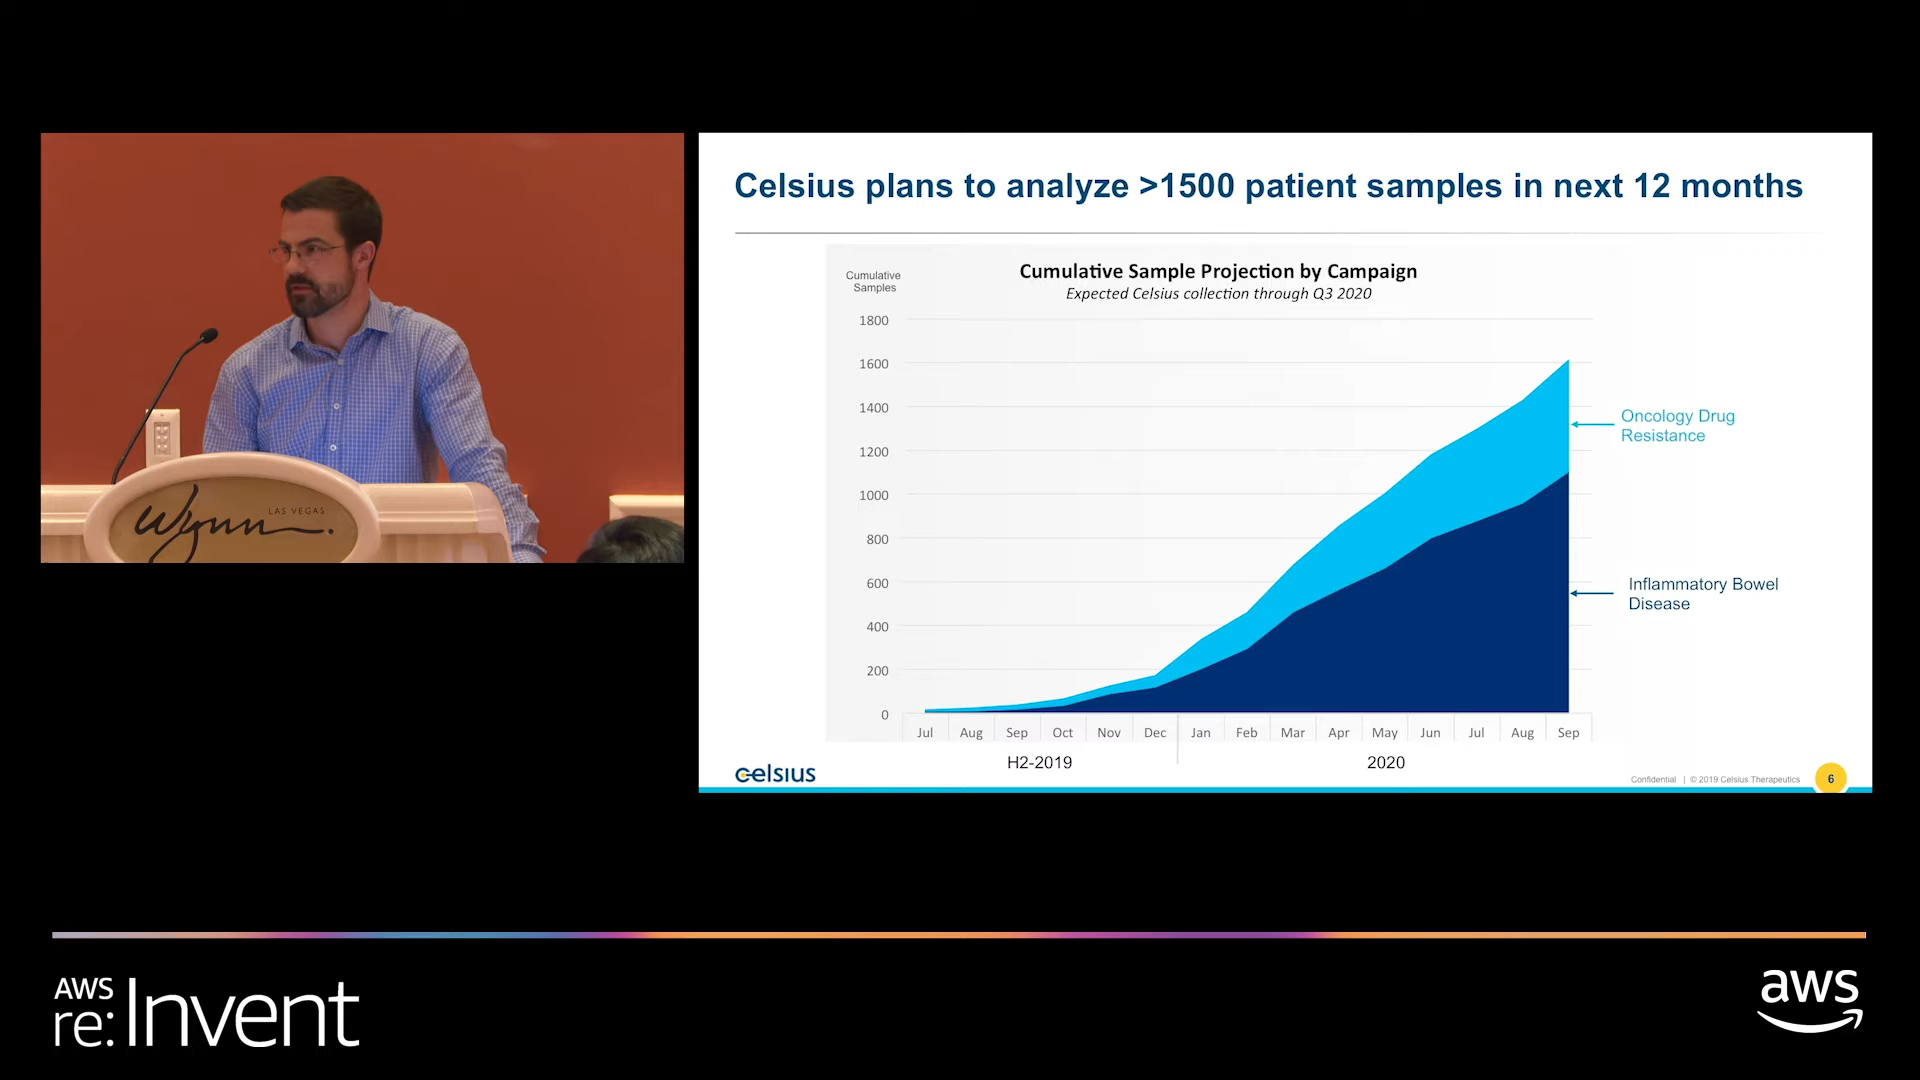 Wynn.
LAS VEGAS
Celsius plans to analyze >1500 patient samples in next 12 months
Cumulative
Samples
Cumulative Sample Projection by Campaign
Expected Celsius collection through Q3 2020
1800
1600
1400
1200
1000
800
600
400
200
0
Oncology Drug
Resistance
Inflammatory Bowel
Disease
Jul Aug Sep Oct Nov Dec Jan Feb Mar Apr May Jun Jul Aug Sep
H2-2019 2020
celsius
Confidential | © 2019 Celsius Therapeutics 6
AWS
re:Invent
aws